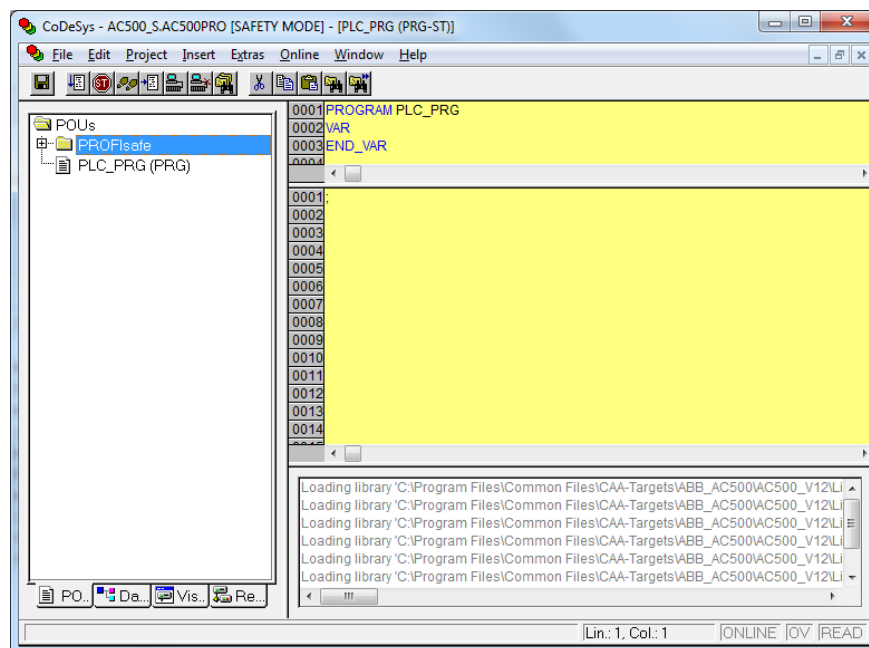 CoDeSys - AC500_S.AC500PRO [SAFETY MODE] - [PLC_PRG (PRG-ST)]
File Edit Project Insert Extras Online Window Help
POUs
PROFIsafe
PLC_PRG (PRG)
0001 PROGRAM PLC_PRG
0002 VAR
0003 END_VAR
0004
0001 ;
0002
0003
0004
0005
0006
0007
0008
0009
0010
0011
0012
0013
0014
0015
Loading library 'C:\Program Files\Common Files\CAA-Targets\ABB_AC500\AC500_V12\Li
Loading library 'C:\Program Files\Common Files\CAA-Targets\ABB_AC500\AC500_V12\Li
Loading library 'C:\Program Files\Common Files\CAA-Targets\ABB_AC500\AC500_V12\Li
Loading library 'C:\Program Files\Common Files\CAA-Targets\ABB_AC500\AC500_V12\Li
Loading library 'C:\Program Files\Common Files\CAA-Targets\ABB_AC500\AC500_V12\Li
Loading library 'C:\Program Files\Common Files\CAA-Targets\ABB_AC500\AC500_V12\Li
PO.. Da... Vis.. Re...
Lin.: 1, Col.: 1 ONLINE OV READ